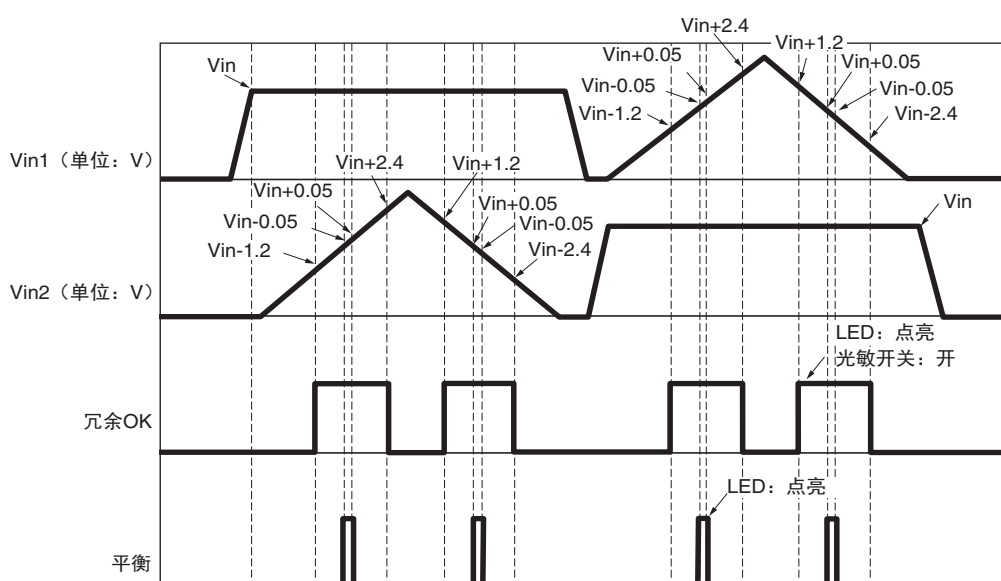 Vin+2.4
Vin+1.2
Vin+0.05
Vin+0.05
Vin
Vin-0.05
Vin-0.05
Vin-1.2
Vin-2.4
Vin1（单位：V）
Vin+2.4
Vin+1.2
Vin+0.05
Vin+0.05
Vin
Vin-0.05
Vin-0.05
Vin-1.2
Vin-2.4
Vin2（单位：V）
LED：点亮
光敏开关：开
冗余OK
LED：点亮
平衡